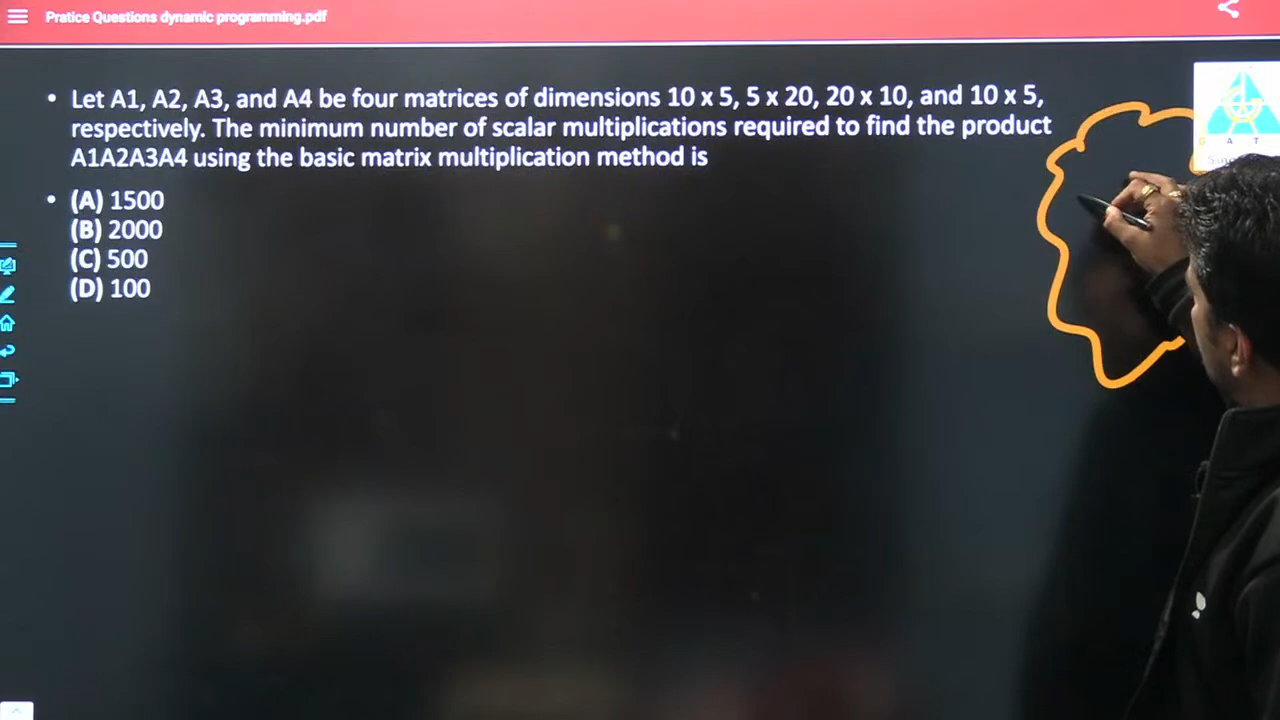 Pratice Questions dynamic programming.pdf
• Let A1, A2, A3, and A4 be four matrices of dimensions 10 x 5, 5 x 20, 20 x 10, and 10 x 5,
respectively. The minimum number of scalar multiplications required to find the product
A1A2A3A4 using the basic matrix multiplication method is
• (A) 1500
(B) 2000
(C) 500
(D) 100
G A T